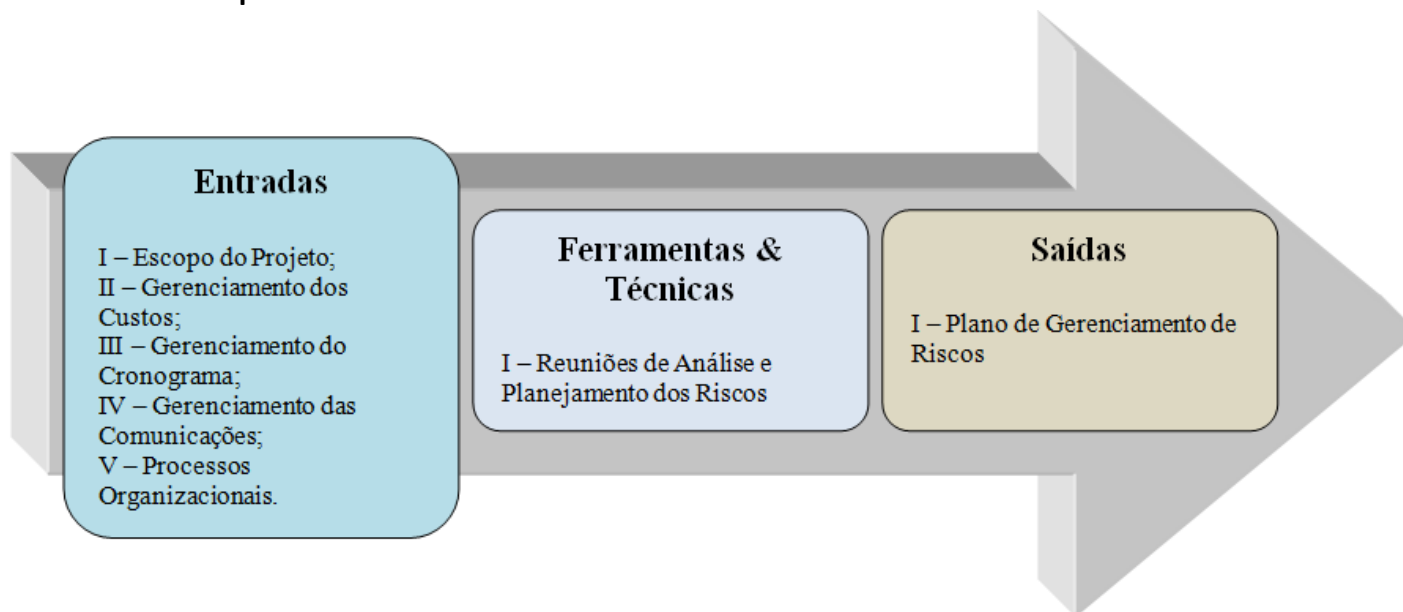 Entradas
I – Escopo do Projeto;
II – Gerenciamento dos
Custos;
III – Gerenciamento do
Cronograma;
IV – Gerenciamento das
Comunicações;
V – Processos
Organizacionais.
Ferramentas &
Técnicas
I – Reuniões de Análise e
Planejamento dos Riscos
Saídas
I – Plano de Gerenciamento de
Riscos